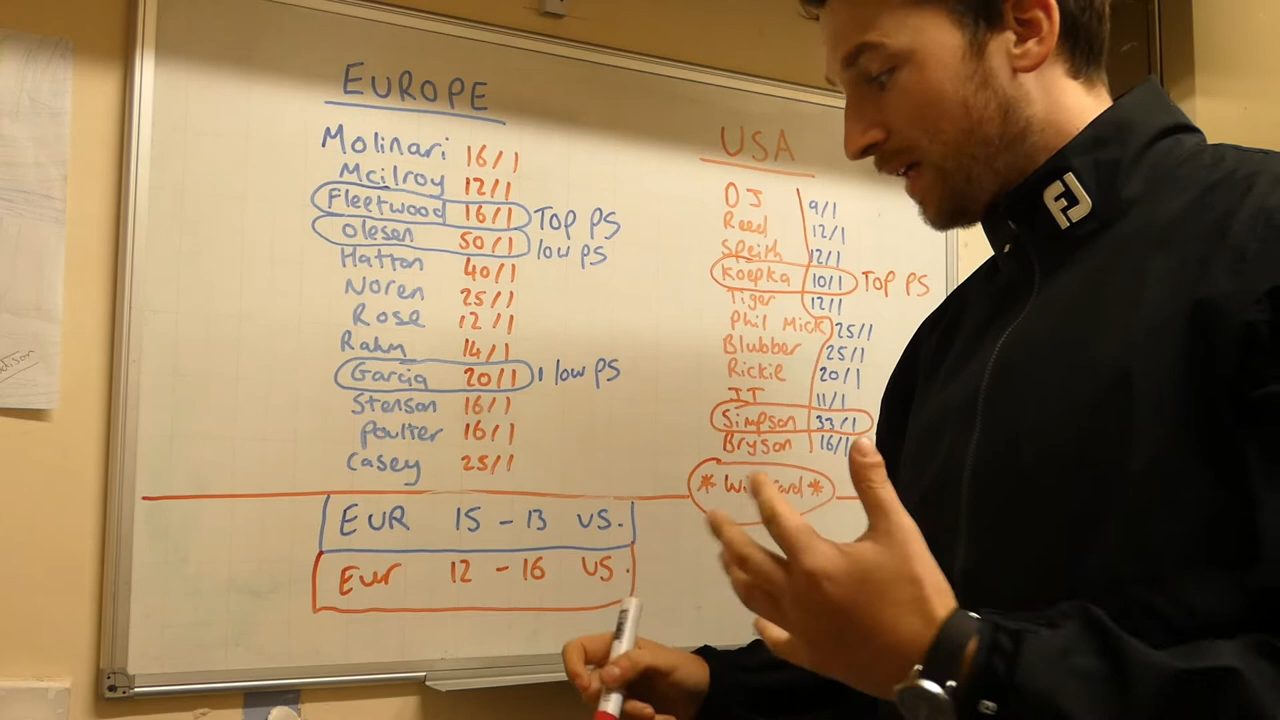 EUROPE
Molinari 16/1
Mcilroy 12/1
Fleetwood 16/1 TOP PS
Olesen 50/1 low PS
Hatton 40/1
Noren 25/1
Rose 12/1
Rahm 14/1
Garcia 20/1 low PS
Stenson 16/1
Poulter 16/1
Casey 25/1
USA
DJ 9/1
Reed 12/1
Speith 12/1
Koepka 10/1 TOP PS
Tiger 12/1
Phil Mick 25/1
Blubber 25/1
Rickie 20/1
JT 11/1
Simpson 33/1
Bryson 16/1
EUR 15 - 13 US.
Eur 12 - 16 US.
FJ